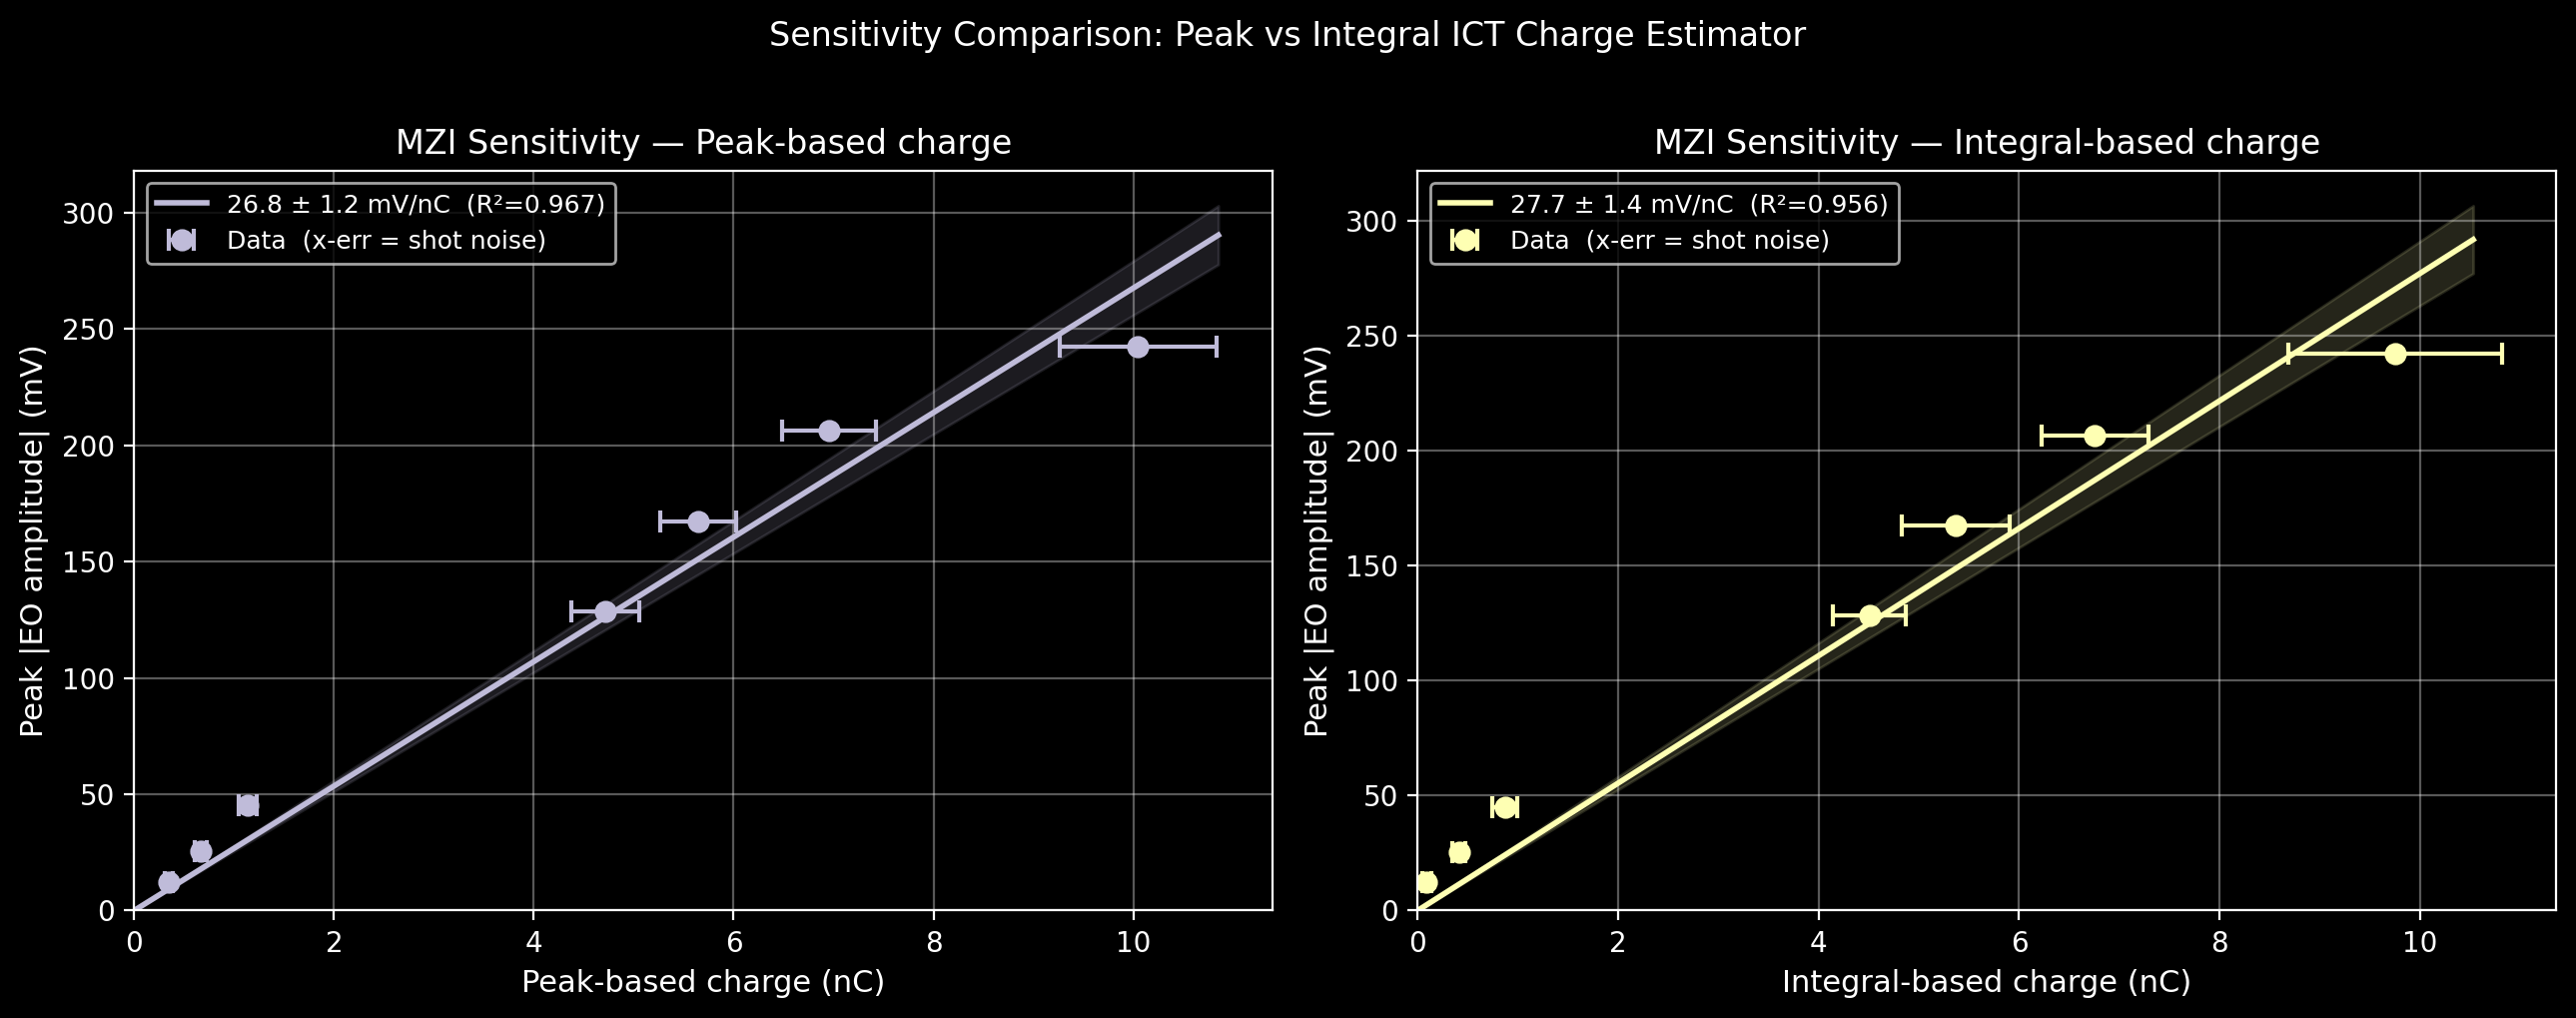 Sensitivity Comparison: Peak vs Integral ICT Charge Estimator
MZI Sensitivity — Peak-based charge
26.8 ± 1.2 mV/nC (R²=0.967)
Data (x-err = shot noise)
Peak |EO amplitude| (mV)
300
250
200
150
100
50
0
0 2 4 6 8 10
Peak-based charge (nC)
MZI Sensitivity — Integral-based charge
27.7 ± 1.4 mV/nC (R²=0.956)
Data (x-err = shot noise)
Peak |EO amplitude| (mV)
300
250
200
150
100
50
0
0 2 4 6 8 10
Integral-based charge (nC)